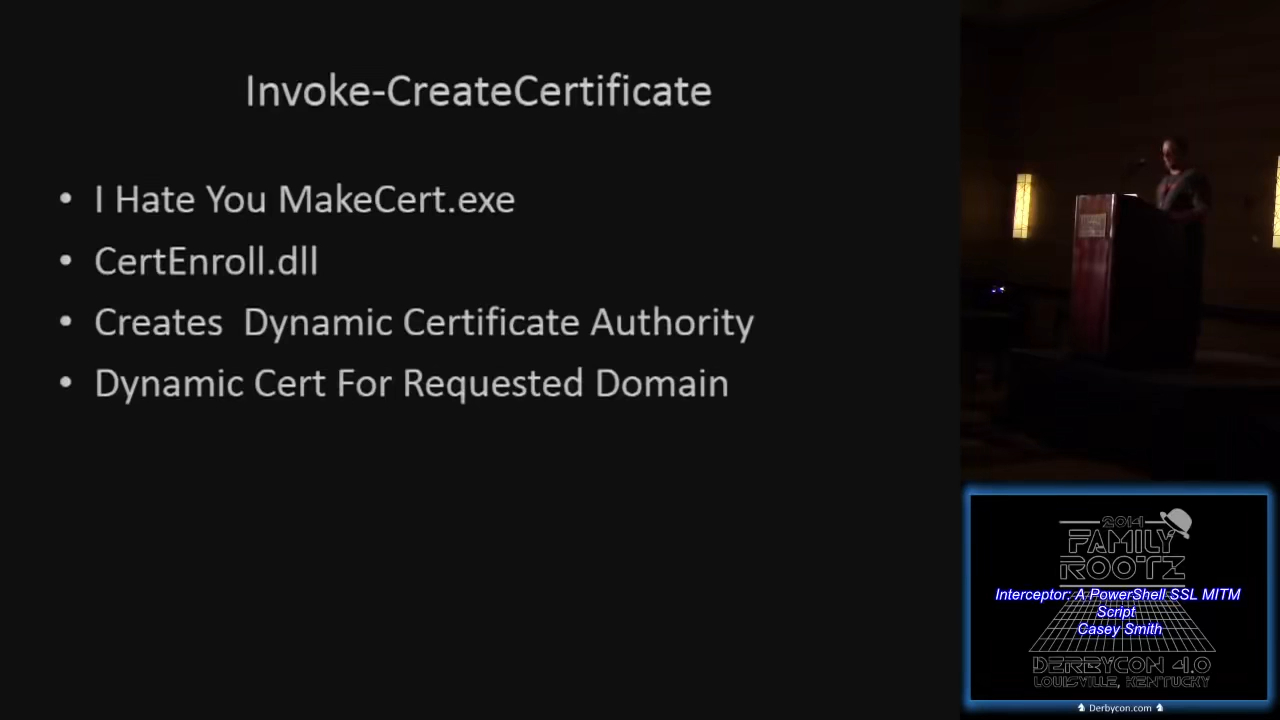 Invoke-CreateCertificate
• I Hate You MakeCert.exe
• CertEnroll.dll
• Creates  Dynamic Certificate Authority
• Dynamic Cert For Requested Domain
2014
FAMILY
ROOTZ
Interceptor: A PowerShell SSL MITM
Script
Casey Smith
DERBYCON 4.0
LOUISVILLE, KENTUCKY
Derbycon.com